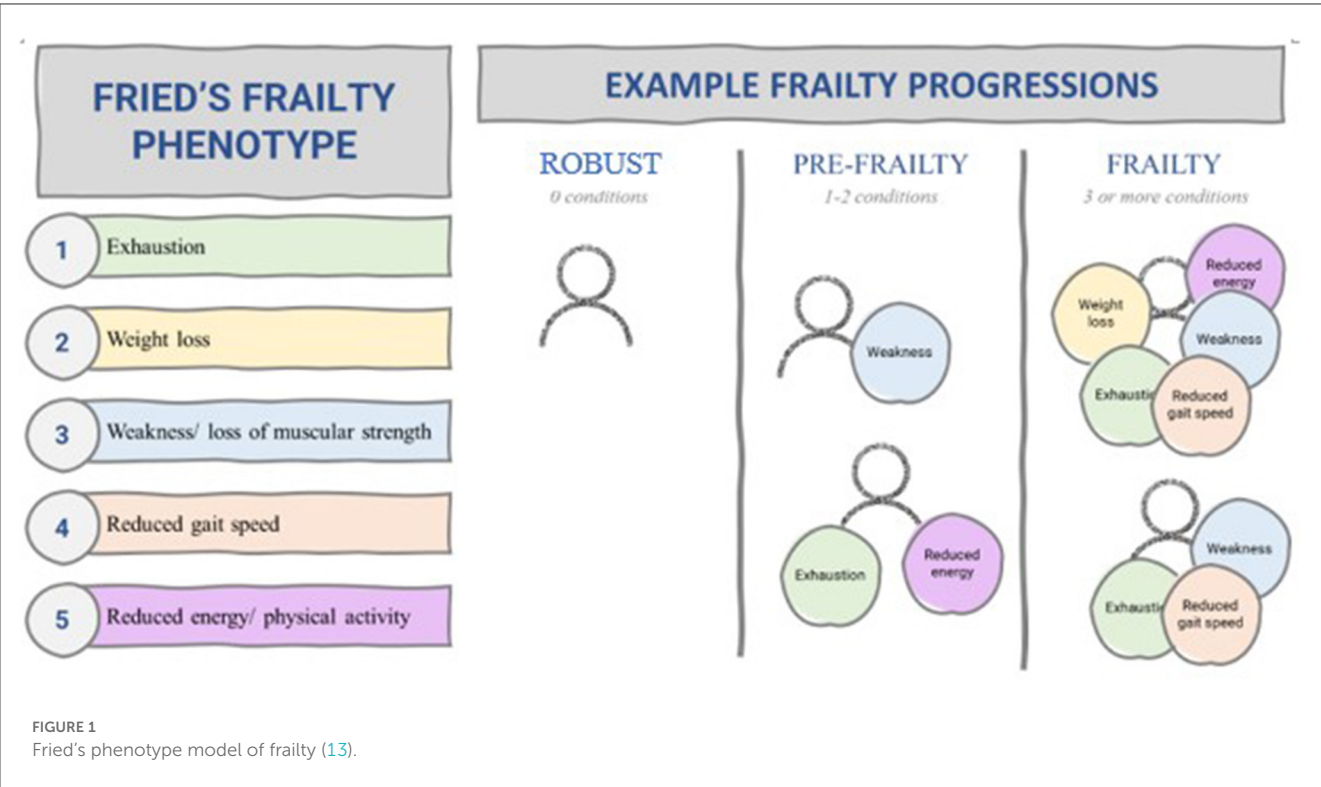 FRIED'S FRAILTY
PHENOTYPE
1
Exhaustion
2
Weight loss
3
Weakness/ loss of muscular strength
4
Reduced gait speed
5
Reduced energy/ physical activity
EXAMPLE FRAILTY PROGRESSIONS
ROBUST
0 conditions
PRE-FRAILTY
1-2 conditions
Weakness
Exhaustion
Reduced
energy
FRAILTY
3 or more conditions
Reduced
energy
Weight
loss
Weakness
Exhausti
Reduced
gait speed
Weakness
Exhausti
Reduced
gait speed
FIGURE 1
Fried's phenotype model of frailty (13).